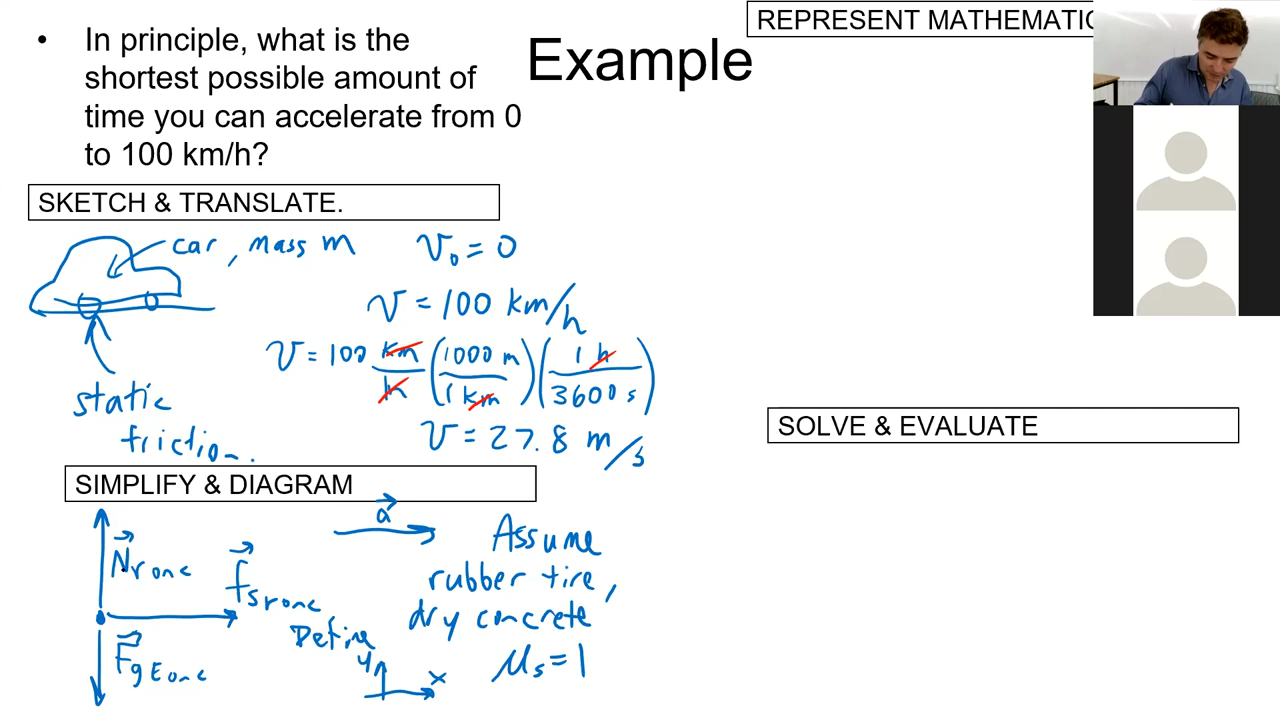 • In principle, what is the
shortest possible amount of
time you can accelerate from 0
to 100 km/h?
Example
SKETCH & TRANSLATE.
car, mass m
v₀ = 0
v = 100 km/h
v = 100 km/h (1000 m / 1 km) (1 h / 3600 s)
v = 27.8 m/s
static
friction.
SIMPLIFY & DIAGRAM
N⃗ r on c
f⃗ s r on c
F⃗ g E on c
a⃗
Define
y
x
Assume
rubber tire,
dry concrete
μₛ = 1
REPRESENT MATHEMATIC
SOLVE & EVALUATE